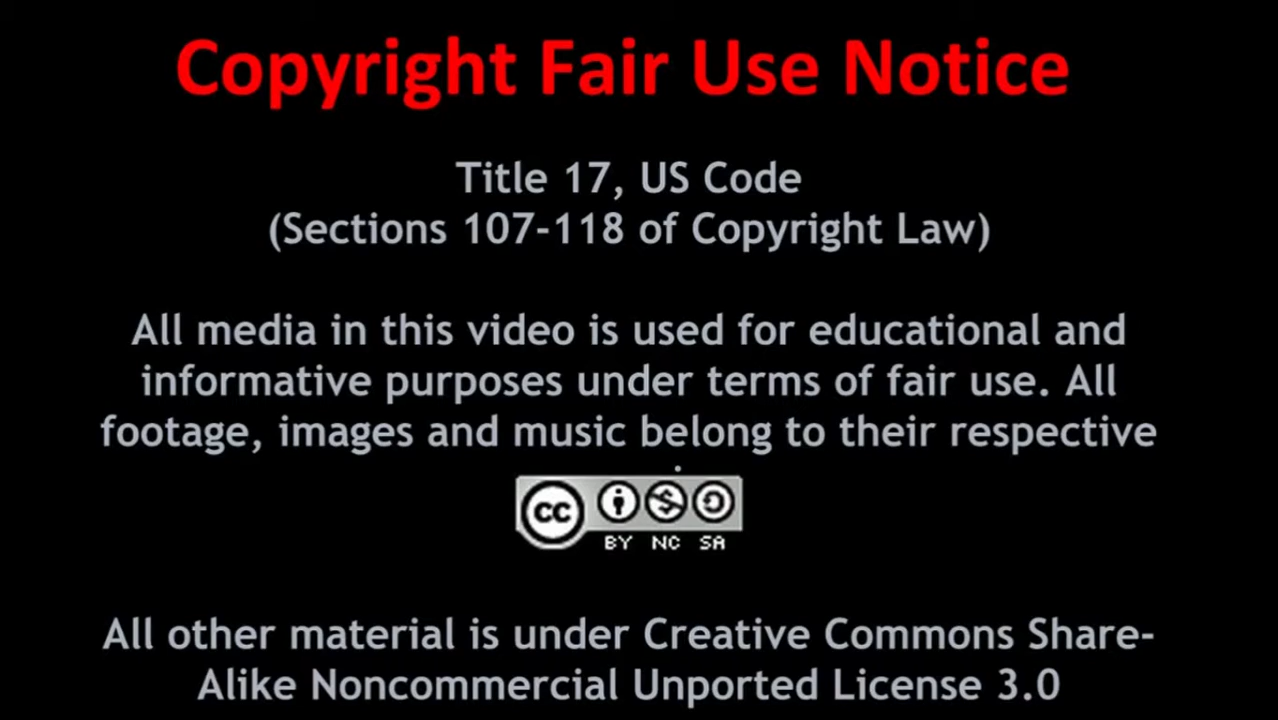 Copyright Fair Use Notice
Title 17, US Code
(Sections 107-118 of Copyright Law)
All media in this video is used for educational and
informative purposes under terms of fair use. All
footage, images and music belong to their respective
.
cc
BY NC SA
All other material is under Creative Commons Share-
Alike Noncommercial Unported License 3.0